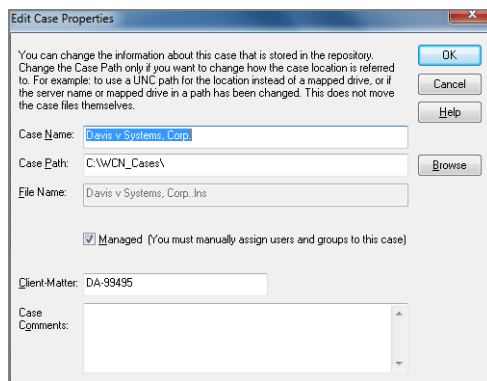 Edit Case Properties
You can change the information about this case that is stored in the repository.
Change the Case Path only if you want to change how the case location is referred
to. For example: to use a UNC path for the location instead of a mapped drive, or if
the server name or mapped drive in a path has been changed. This does not move
the case files themselves.
OK
Cancel
Help
Case Name: Davis v Systems, Corp.
Case Path: C:\WCN_Cases\ Browse
File Name: Davis v Systems, Corp..lns
Managed (You must manually assign users and groups to this case)
Client-Matter: DA-99495
Case
Comments: